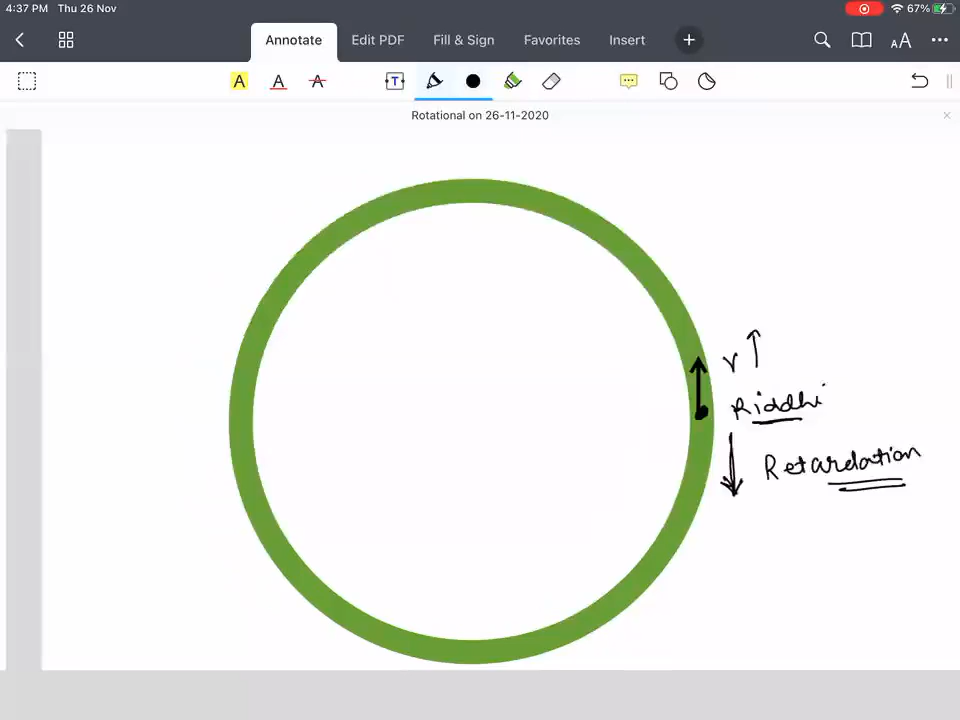 4:37 PM Thu 26 Nov 67%
Annotate Edit PDF Fill & Sign Favorites Insert AA
A A A T
Rotational on 26-11-2020
v
Riddhi
Retardation